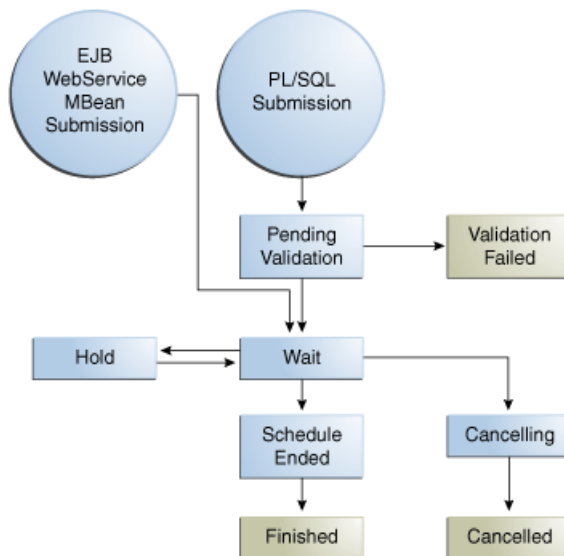 EJB
WebService
MBean
Submission
PL/SQL
Submission
Pending
Validation
Validation
Failed
Hold
Wait
Schedule
Ended
Cancelling
Finished
Cancelled